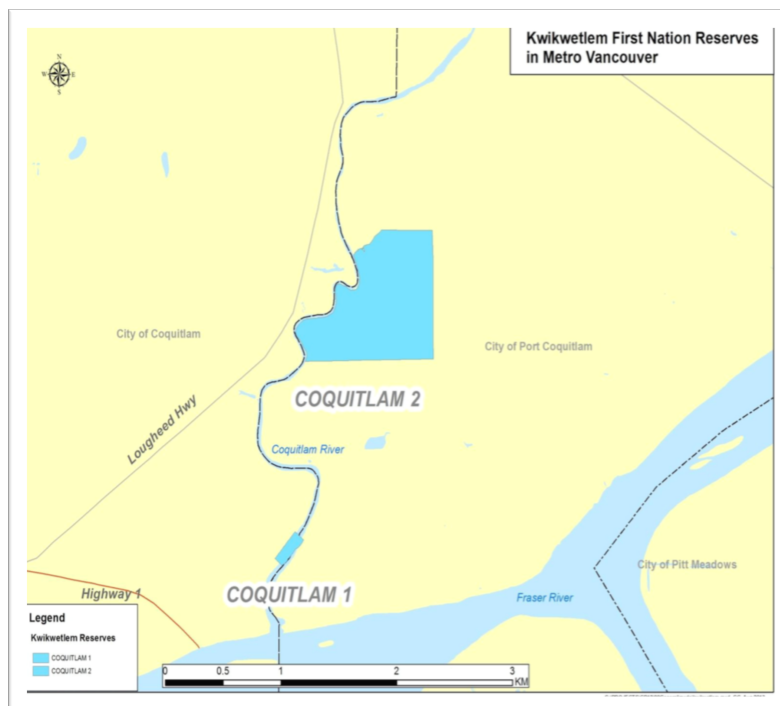 Kwikwetlem First Nation Reserves
in Metro Vancouver
N
W E
S
City of Coquitlam
City of Port Coquitlam
COQUITLAM 2
Lougheed Hwy
Coquitlam River
City of Pitt Meadows
Highway 1
COQUITLAM 1
Fraser River
Legend
Kwikwetlem Reserves
COQUITLAM 1
COQUITLAM 2
0 0.5 1 2 3
KM